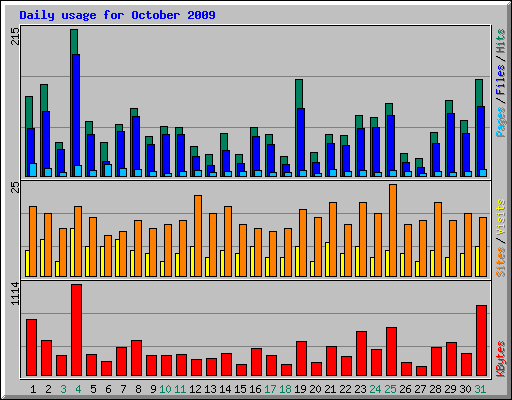 Daily usage for October 2009
215
Pages / Files / Hits
25
Sites / Visits
1114
KBytes
1 2 3 4 5 6 7 8 9 10 11 12 13 14 15 16 17 18 19 20 21 22 23 24 25 26 27 28 29 30 31